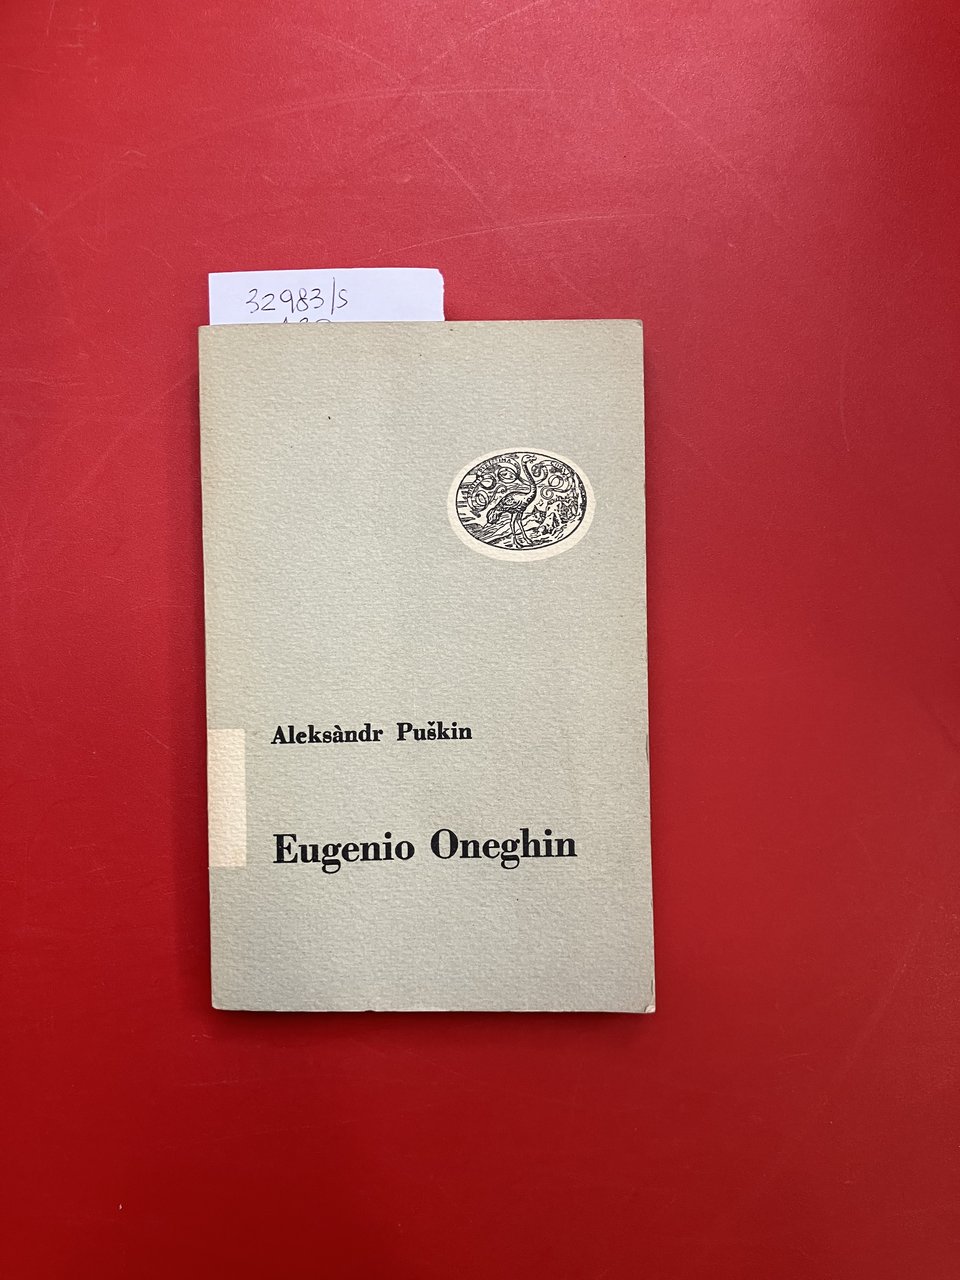 32983/s
Aleksàndr Puškin
Eugenio Oneghin